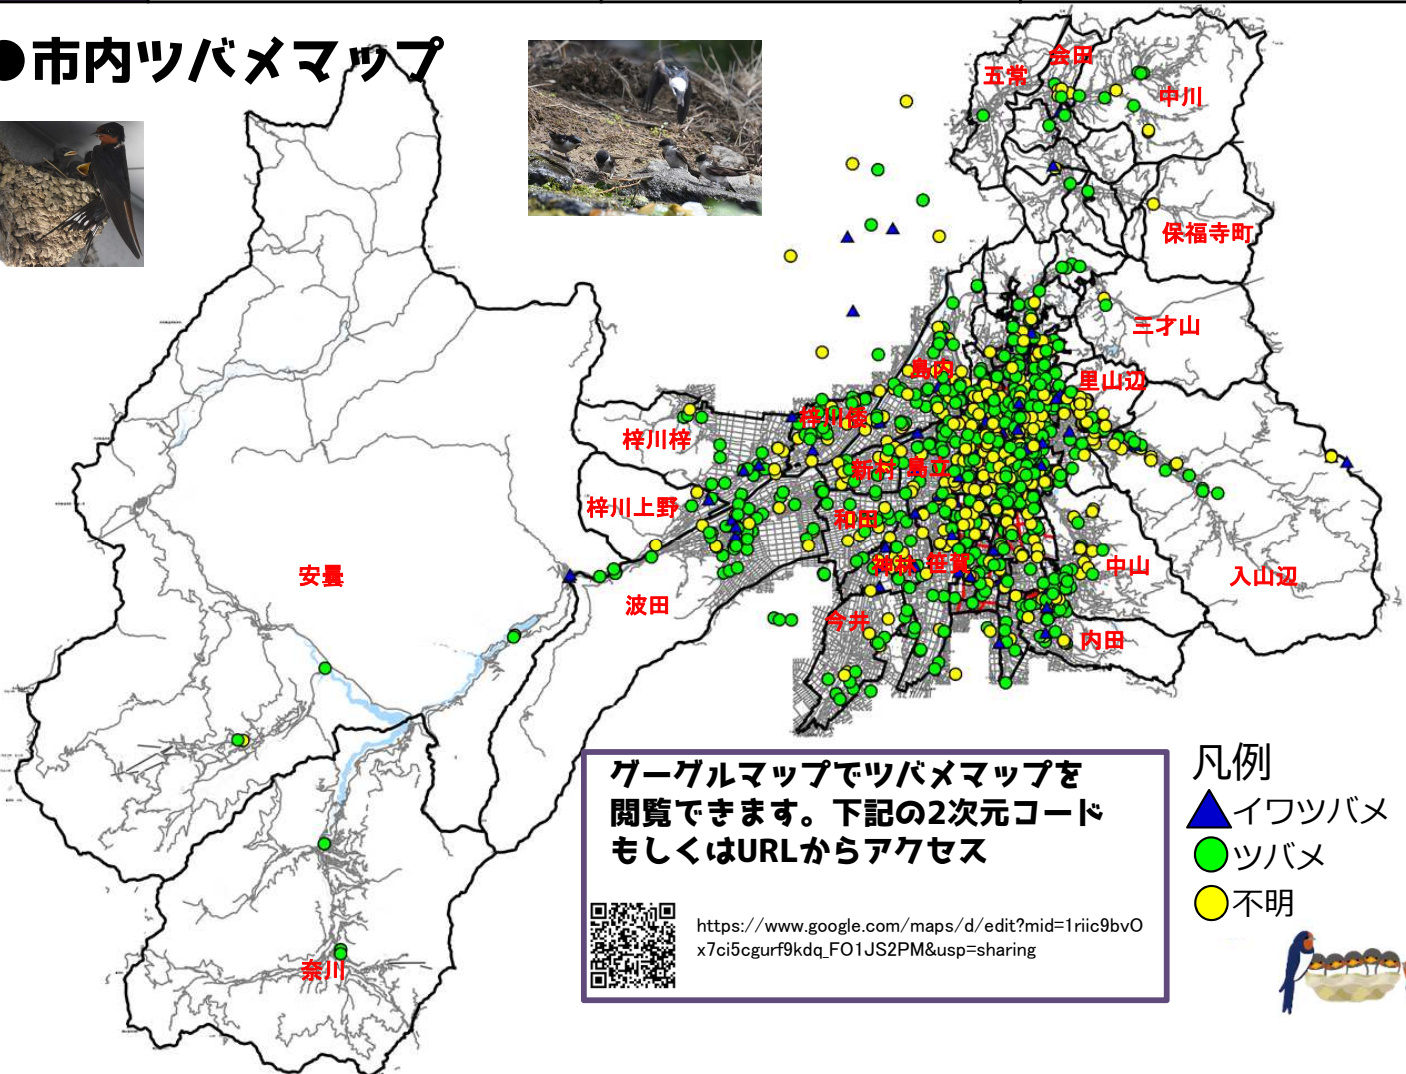 ●市内ツバメマップ
五常
会田
中川
保福寺町
三才山
島内
里山辺
梓川倭
梓川梓
新村
島立
梓川上野
和田
安曇
神林
笹賀
中山
入山辺
波田
今井
内田
奈川
グーグルマップでツバメマップを
閲覧できます。下記の2次元コード
もしくはURLからアクセス
https://www.google.com/maps/d/edit?mid=1riic9bvO
x7ci5cgurf9kdq_FO1JS2PM&usp=sharing
凡例
イワツバメ
ツバメ
不明